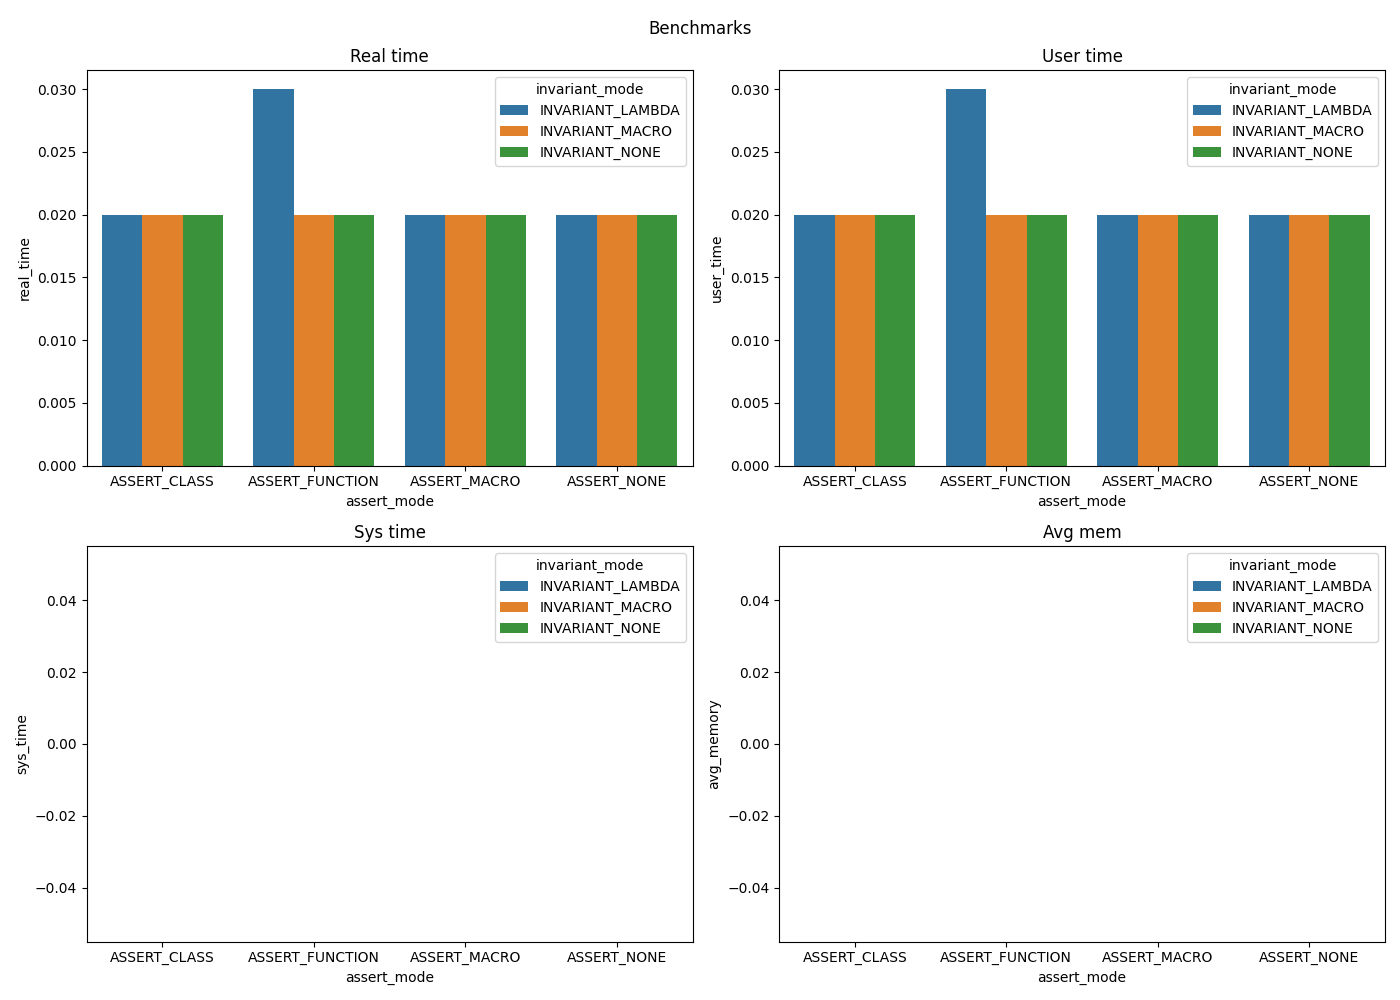 Benchmarks
Real time
real_time
0.030
0.025
0.020
0.015
0.010
0.005
0.000
invariant_mode
INVARIANT_LAMBDA
INVARIANT_MACRO
INVARIANT_NONE
ASSERT_CLASS ASSERT_FUNCTION ASSERT_MACRO ASSERT_NONE
assert_mode
User time
user_time
0.030
0.025
0.020
0.015
0.010
0.005
0.000
invariant_mode
INVARIANT_LAMBDA
INVARIANT_MACRO
INVARIANT_NONE
ASSERT_CLASS ASSERT_FUNCTION ASSERT_MACRO ASSERT_NONE
assert_mode
Sys time
sys_time
0.04
0.02
0.00
−0.02
−0.04
invariant_mode
INVARIANT_LAMBDA
INVARIANT_MACRO
INVARIANT_NONE
ASSERT_CLASS ASSERT_FUNCTION ASSERT_MACRO ASSERT_NONE
assert_mode
Avg mem
avg_memory
0.04
0.02
0.00
−0.02
−0.04
invariant_mode
INVARIANT_LAMBDA
INVARIANT_MACRO
INVARIANT_NONE
ASSERT_CLASS ASSERT_FUNCTION ASSERT_MACRO ASSERT_NONE
assert_mode